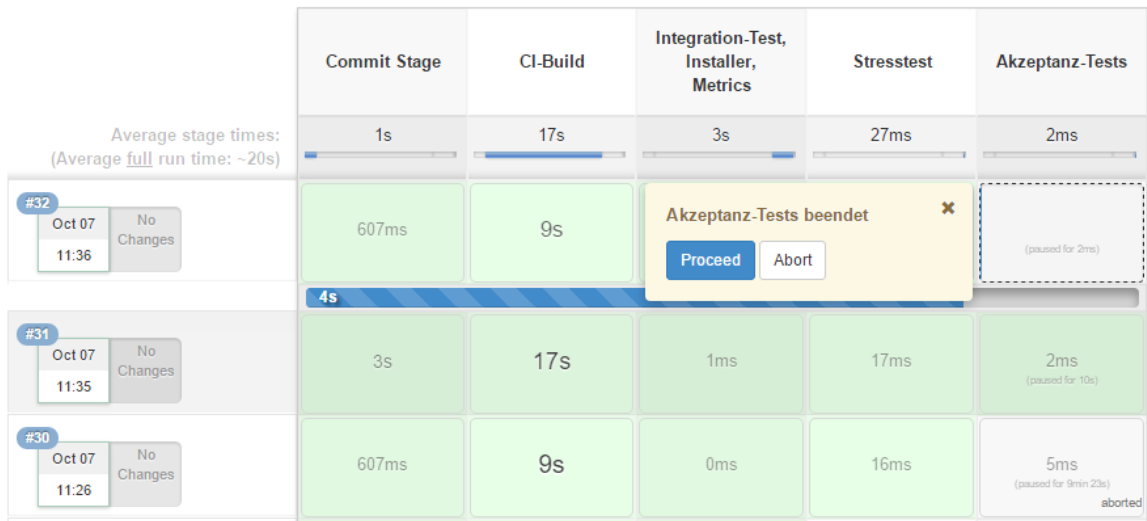 Commit Stage
CI-Build
Integration-Test,
Installer,
Metrics
Stresstest
Akzeptanz-Tests
Average stage times:
(Average full run time: ~20s)
1s
17s
3s
27ms
2ms
#32
Oct 07
11:36
No
Changes
607ms
9s
Akzeptanz-Tests beendet
✖
Proceed
Abort
(paused for 2ms)
4s
#31
Oct 07
11:35
No
Changes
3s
17s
1ms
17ms
2ms
(paused for 10s)
#30
Oct 07
11:26
No
Changes
607ms
9s
0ms
16ms
5ms
(paused for 9min 23s)
aborted